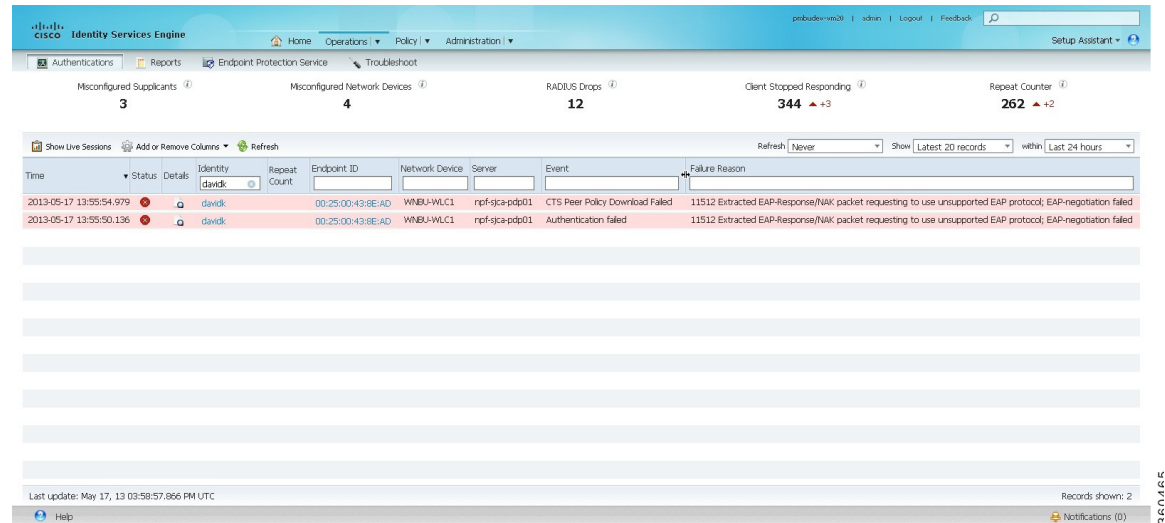 pmbudev-vm20 | admin | Logout | Feedback
cisco Identity Services Engine
Home Operations | Policy | Administration |
Setup Assistant
Authentications Reports Endpoint Protection Service Troubleshoot
Misconfigured Supplicants Misconfigured Network Devices RADIUS Drops Client Stopped Responding Repeat Counter
3 4 12 344 +3 262 +2
Show Live Sessions Add or Remove Columns Refresh Refresh Never Show Latest 20 records within Last 24 hours
Time Status Details Identity Repeat Count Endpoint ID Network Device Server Event Failure Reason
davidk
2013-05-17 13:55:54.979 davidk 00:25:00:43:8E:AD WNBU-WLC1 npf-sjca-pdp01 CTS Peer Policy Download Failed 11512 Extracted EAP-Response/NAK packet requesting to use unsupported EAP protocol; EAP-negotiation failed
2013-05-17 13:55:50.136 davidk 00:25:00:43:8E:AD WNBU-WLC1 npf-sjca-pdp01 Authentication failed 11512 Extracted EAP-Response/NAK packet requesting to use unsupported EAP protocol; EAP-negotiation failed
Last update: May 17, 13 03:58:57.866 PM UTC Records shown: 2
Help Notifications (0)
360465